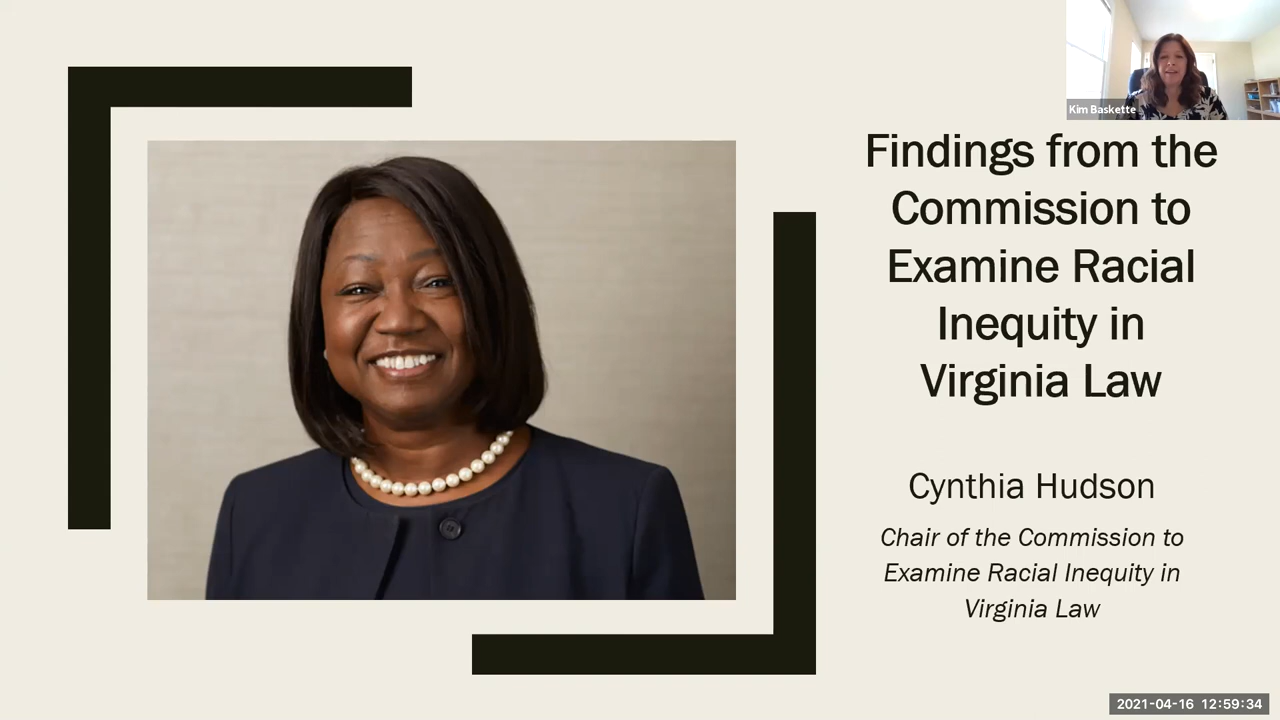 Kim Baskette
Findings from the
Commission to
Examine Racial
Inequity in
Virginia Law
Cynthia Hudson
Chair of the Commission to
Examine Racial Inequity in
Virginia Law
2021-04-16 12:59:34